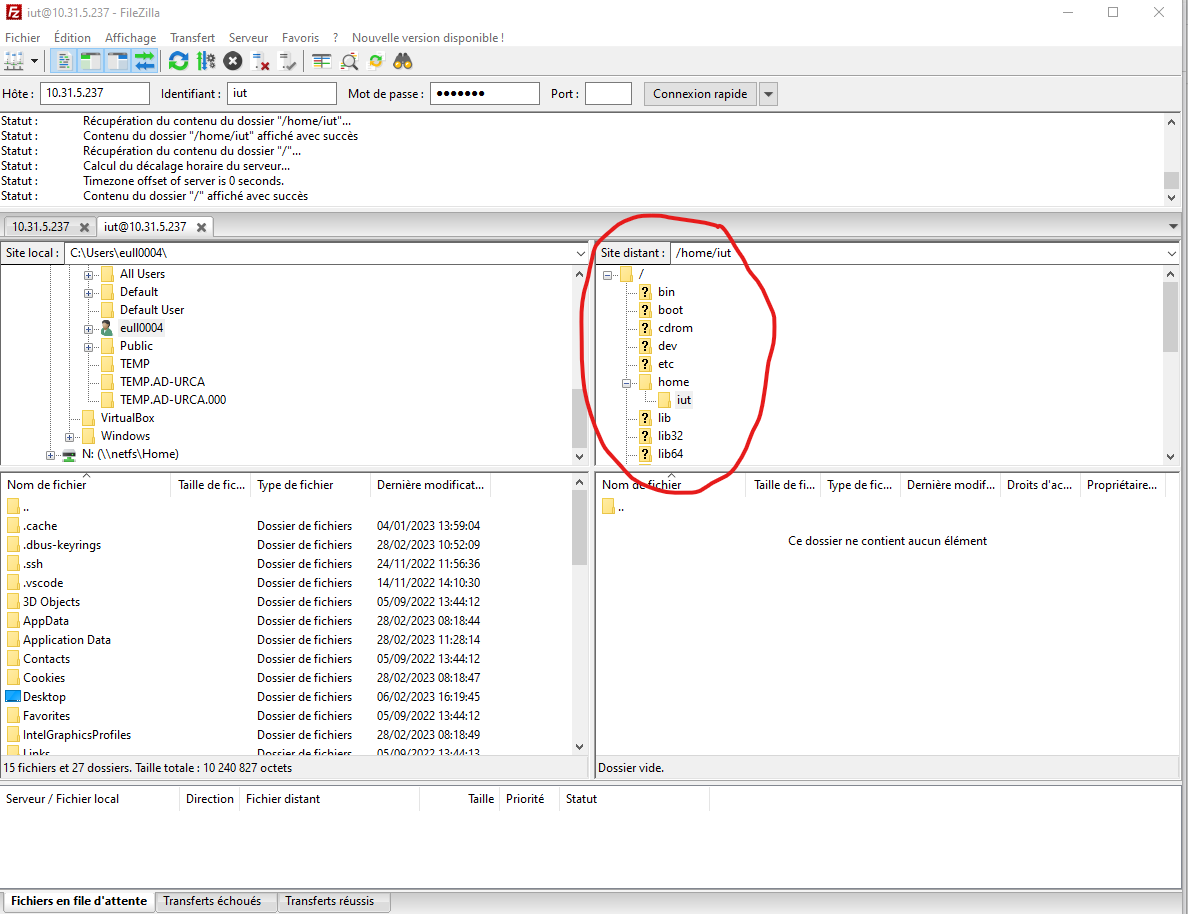 iut@10.31.5.237 - FileZilla
Fichier Édition Affichage Transfert Serveur Favoris ? Nouvelle version disponible !
Hôte : 10.31.5.237 Identifiant : iut Mot de passe : ●●●●●●● Port : Connexion rapide
Statut : Récupération du contenu du dossier "/home/iut"...
Statut : Contenu du dossier "/home/iut" affiché avec succès
Statut : Récupération du contenu du dossier "/"...
Statut : Calcul du décalage horaire du serveur...
Statut : Timezone offset of server is 0 seconds.
Statut : Contenu du dossier "/" affiché avec succès
10.31.5.237 iut@10.31.5.237
Site local : C:\Users\eull0004\
All Users
Default
Default User
eull0004
Public
TEMP
TEMP.AD-URCA
TEMP.AD-URCA.000
VirtualBox
Windows
N: (\\netfs\Home)
Site distant : /home/iut
/
? bin
? boot
? cdrom
? dev
? etc
home
iut
? lib
? lib32
? lib64
Nom de fichier Taille de fic... Type de fichier Dernière modificat...
..
.cache Dossier de fichiers 04/01/2023 13:59:04
.dbus-keyrings Dossier de fichiers 28/02/2023 10:52:09
.ssh Dossier de fichiers 24/11/2022 11:56:36
.vscode Dossier de fichiers 14/11/2022 14:10:30
3D Objects Dossier de fichiers 05/09/2022 13:44:12
AppData Dossier de fichiers 28/02/2023 08:18:44
Application Data Dossier de fichiers 28/02/2023 11:28:14
Contacts Dossier de fichiers 05/09/2022 13:44:12
Cookies Dossier de fichiers 28/02/2023 08:18:47
Desktop Dossier de fichiers 06/02/2023 16:19:45
Favorites Dossier de fichiers 05/09/2022 13:44:12
IntelGraphicsProfiles Dossier de fichiers 28/02/2023 08:18:49
Links Dossier de fichiers 05/09/2022 13:44:13
15 fichiers et 27 dossiers. Taille totale : 10 240 827 octets
Nom de fichier Taille de fi... Type de fic... Dernière modif... Droits d'ac... Propriétaire...
..
Ce dossier ne contient aucun élément
Dossier vide.
Serveur / Fichier local Direction Fichier distant Taille Priorité Statut
Fichiers en file d'attente Transferts échoués Transferts réussis